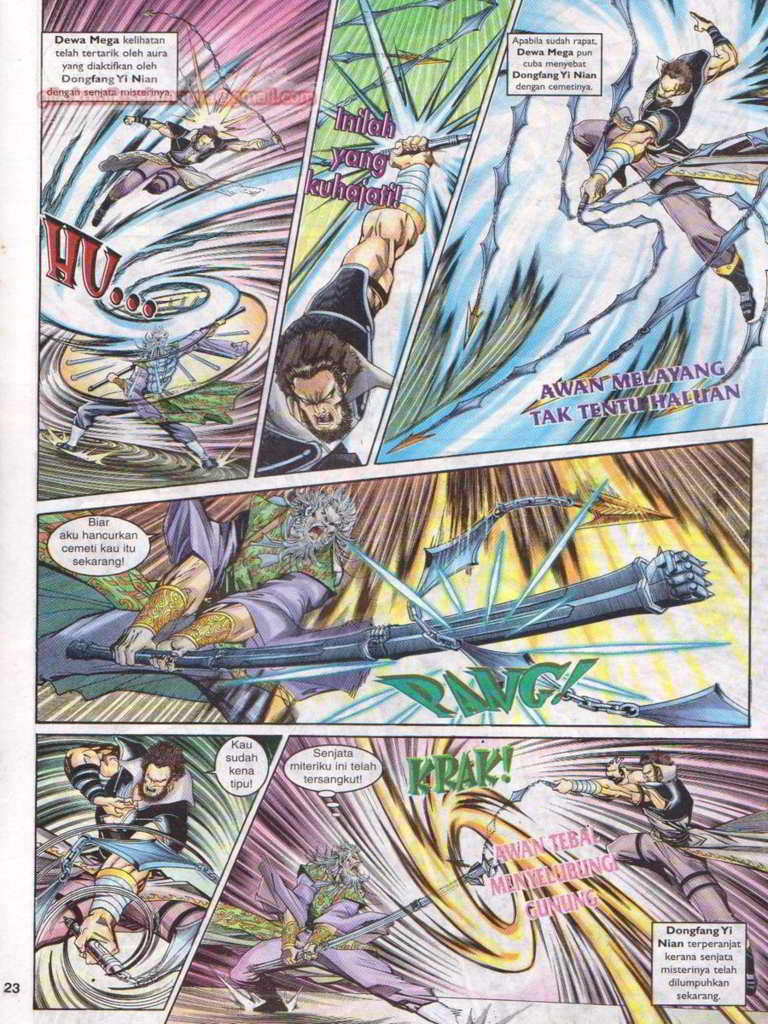 Dewa Mega kelihatan
telah tertarik oleh aura
yang diaktifkan oleh
Dongfang Yi Nian
dengan senjata misterinya.
HU...
Inilah
yang
kuhajati!
Apabila sudah rapat,
Dewa Mega pun
cuba menyebat
Dongfang Yi Nian
dengan cemetinya.
AWAN MELAYANG
TAK TENTU HALUAN
Biar
aku hancurkan
cemeti kau itu
sekarang!
PANG!
Kau
sudah
kena
tipu!
Senjata
miteriku ini telah
tersangkut!
KRAK!
AWAN TEBAL
MENYELUBUNGI
GUNUNG
Dongfang Yi
Nian terperanjat
kerana senjata
misterinya telah
dilumpuhkan
sekarang.
23